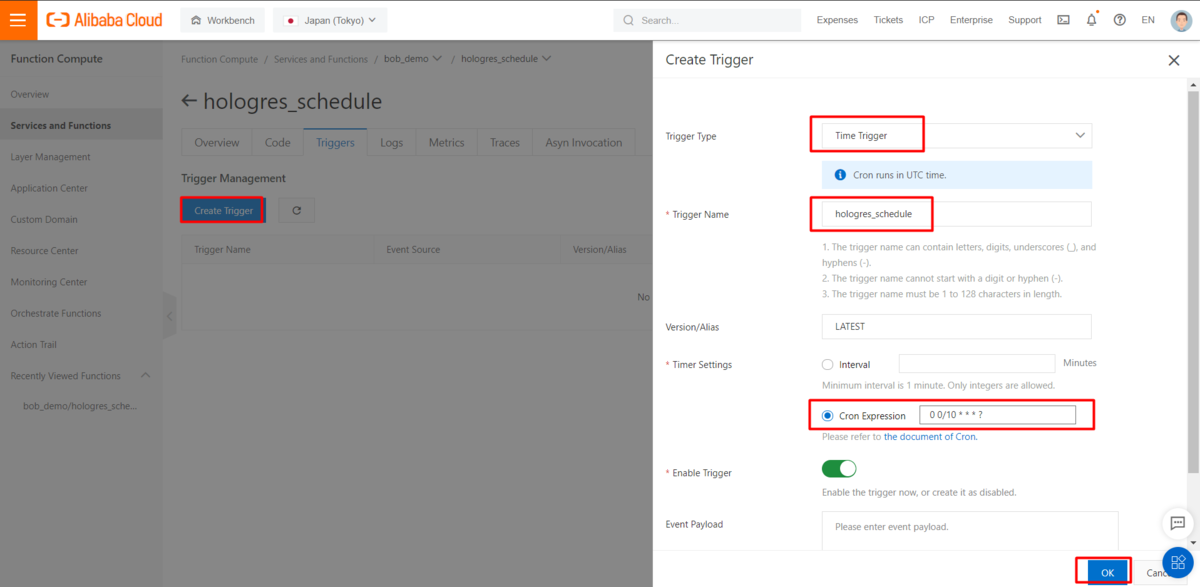 Alibaba Cloud
Workbench
Japan (Tokyo)
Search...
Expenses
Tickets
ICP
Enterprise
Support
EN
Function Compute
Overview
Services and Functions
Layer Management
Application Center
Custom Domain
Resource Center
Monitoring Center
Orchestrate Functions
Action Trail
Recently Viewed Functions
bob_demo/hologres_sche...
Function Compute / Services and Functions / bob_demo / hologres_schedule
hologres_schedule
Overview
Code
Triggers
Logs
Metrics
Traces
Asyn Invocation
Trigger Management
Create Trigger
Trigger Name
Event Source
Version/Alias
No
Create Trigger
Trigger Type
Time Trigger
Cron runs in UTC time.
* Trigger Name
hologres_schedule
1. The trigger name can contain letters, digits, underscores (_), and
hyphens (-).
2. The trigger name cannot start with a digit or hyphen (-).
3. The trigger name must be 1 to 128 characters in length.
Version/Alias
LATEST
* Timer Settings
Interval
Minutes
Minimum interval is 1 minute. Only integers are allowed.
Cron Expression
0 0/10 * * * ?
Please refer to the document of Cron.
* Enable Trigger
Enable the trigger now, or create it as disabled.
Event Payload
Please enter event payload.
OK